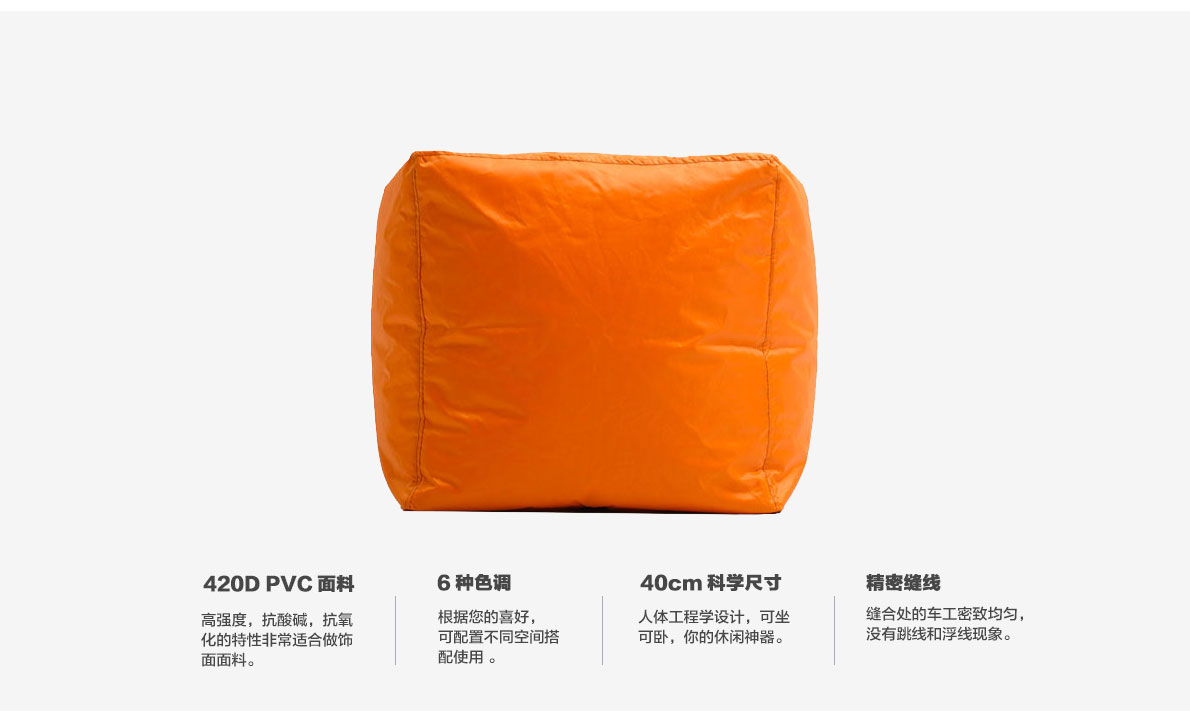 420D PVC 面料
高强度，抗酸碱，抗氧
化的特性非常适合做饰
面面料。
6 种色调
根据您的喜好，
可配置不同空间搭
配使用 。
40cm 科学尺寸
人体工程学设计，可坐
可卧，你的休闲神器。
精密缝线
缝合处的车工密致均匀，
没有跳线和浮线现象。